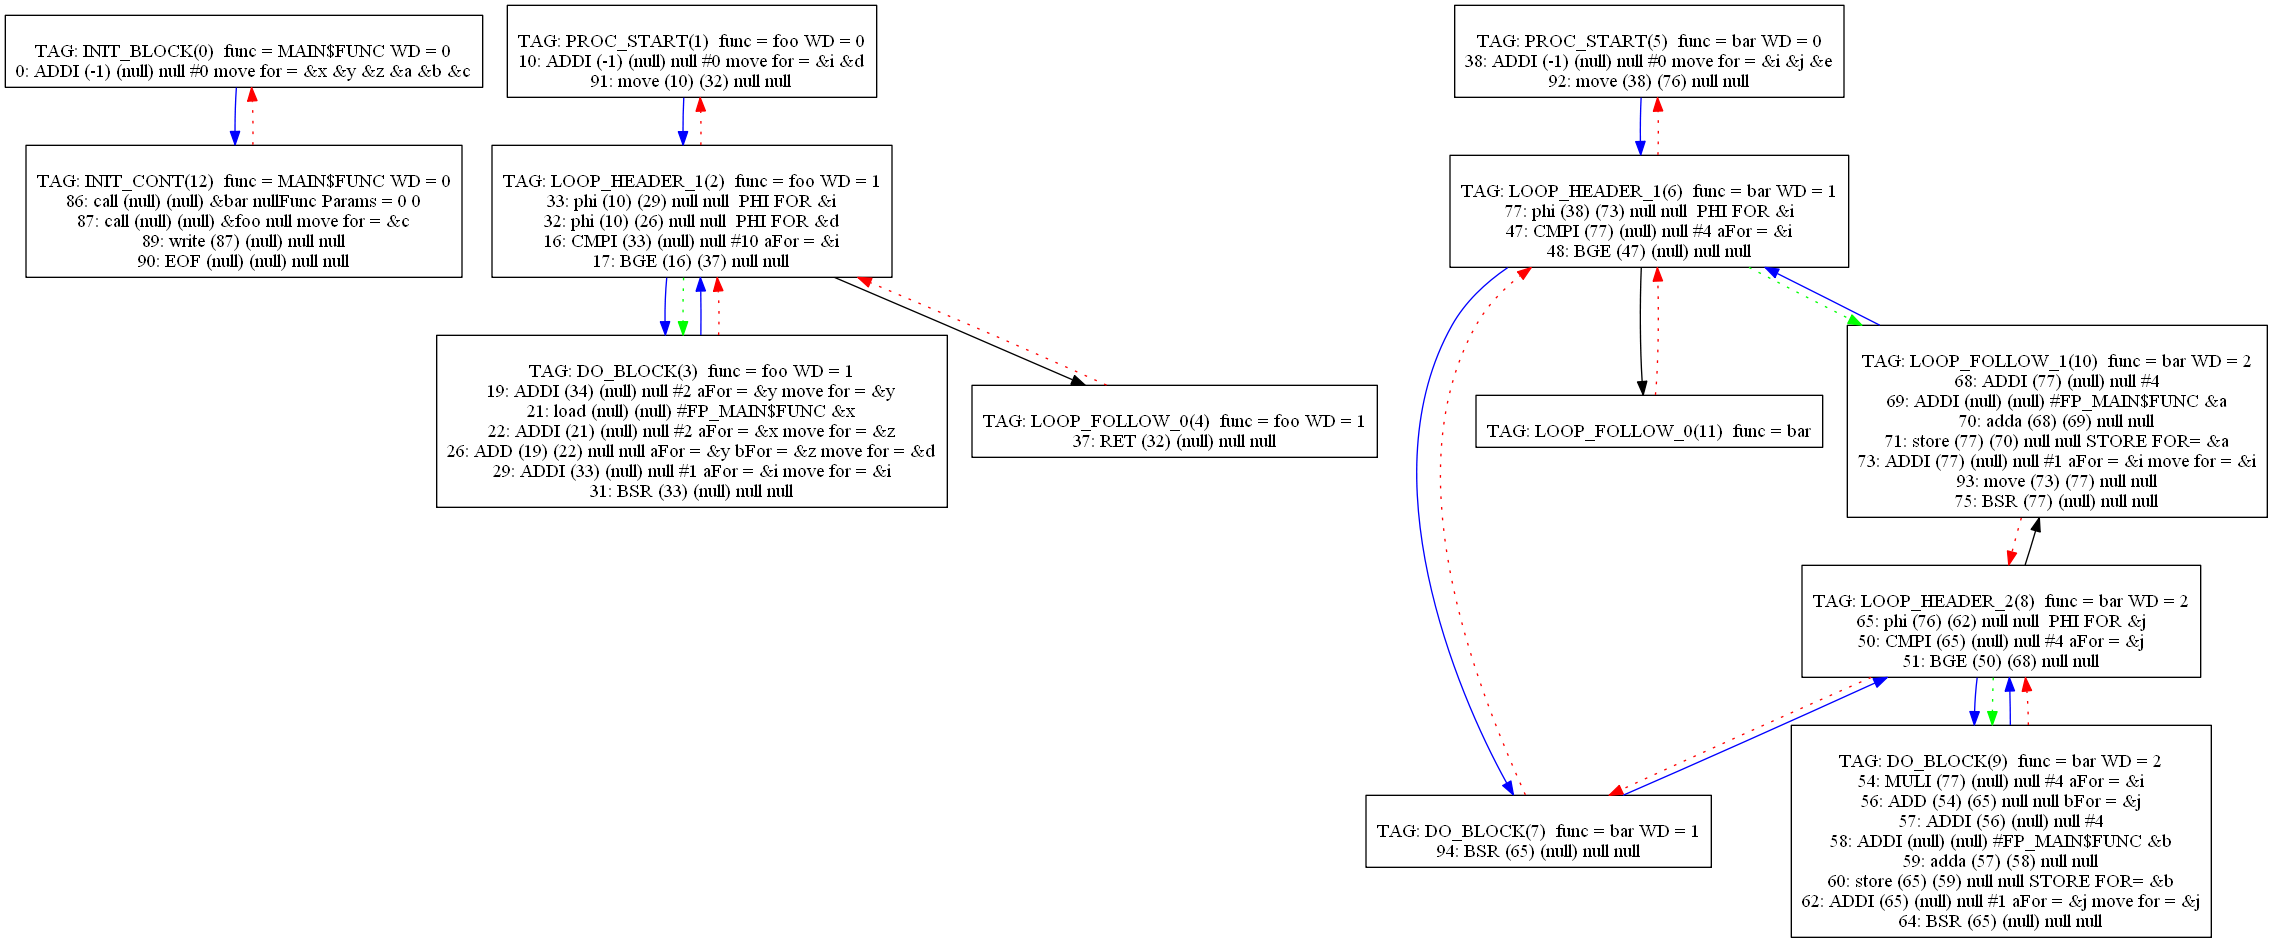 TAG: INIT_BLOCK(0)  func = MAIN$FUNC WD = 0
0: ADDI (-1) (null) null #0 move for = &x &y &z &a &b &c
TAG: INIT_CONT(12)  func = MAIN$FUNC WD = 0
86: call (null) (null) &bar nullFunc Params = 0 0
87: call (null) (null) &foo null move for = &c
89: write (87) (null) null null
90: EOF (null) (null) null null
TAG: PROC_START(1)  func = foo WD = 0
10: ADDI (-1) (null) null #0 move for = &i &d
91: move (10) (32) null null
TAG: LOOP_HEADER_1(2)  func = foo WD = 1
33: phi (10) (29) null null  PHI FOR &i
32: phi (10) (26) null null  PHI FOR &d
16: CMPI (33) (null) null #10 aFor = &i
17: BGE (16) (37) null null
TAG: DO_BLOCK(3)  func = foo WD = 1
19: ADDI (34) (null) null #2 aFor = &y move for = &y
21: load (null) (null) #FP_MAIN$FUNC &x
22: ADDI (21) (null) null #2 aFor = &x move for = &z
26: ADD (19) (22) null null aFor = &y bFor = &z move for = &d
29: ADDI (33) (null) null #1 aFor = &i move for = &i
31: BSR (33) (null) null null
TAG: LOOP_FOLLOW_0(4)  func = foo WD = 1
37: RET (32) (null) null null
TAG: PROC_START(5)  func = bar WD = 0
38: ADDI (-1) (null) null #0 move for = &i &j &e
92: move (38) (76) null null
TAG: LOOP_HEADER_1(6)  func = bar WD = 1
77: phi (38) (73) null null  PHI FOR &i
47: CMPI (77) (null) null #4 aFor = &i
48: BGE (47) (null) null null
TAG: LOOP_FOLLOW_0(11)  func = bar
TAG: LOOP_FOLLOW_1(10)  func = bar WD = 2
68: ADDI (77) (null) null #4
69: ADDI (null) (null) #FP_MAIN$FUNC &a
70: adda (68) (69) null null
71: store (77) (70) null null STORE FOR= &a
73: ADDI (77) (null) null #1 aFor = &i move for = &i
93: move (73) (77) null null
75: BSR (77) (null) null null
TAG: LOOP_HEADER_2(8)  func = bar WD = 2
65: phi (76) (62) null null  PHI FOR &j
50: CMPI (65) (null) null #4 aFor = &j
51: BGE (50) (68) null null
TAG: DO_BLOCK(7)  func = bar WD = 1
94: BSR (65) (null) null null
TAG: DO_BLOCK(9)  func = bar WD = 2
54: MULI (77) (null) null #4 aFor = &i
56: ADD (54) (65) null null bFor = &j
57: ADDI (56) (null) null #4
58: ADDI (null) (null) #FP_MAIN$FUNC &b
59: adda (57) (58) null null
60: store (65) (59) null null STORE FOR= &b
62: ADDI (65) (null) null #1 aFor = &j move for = &j
64: BSR (65) (null) null null